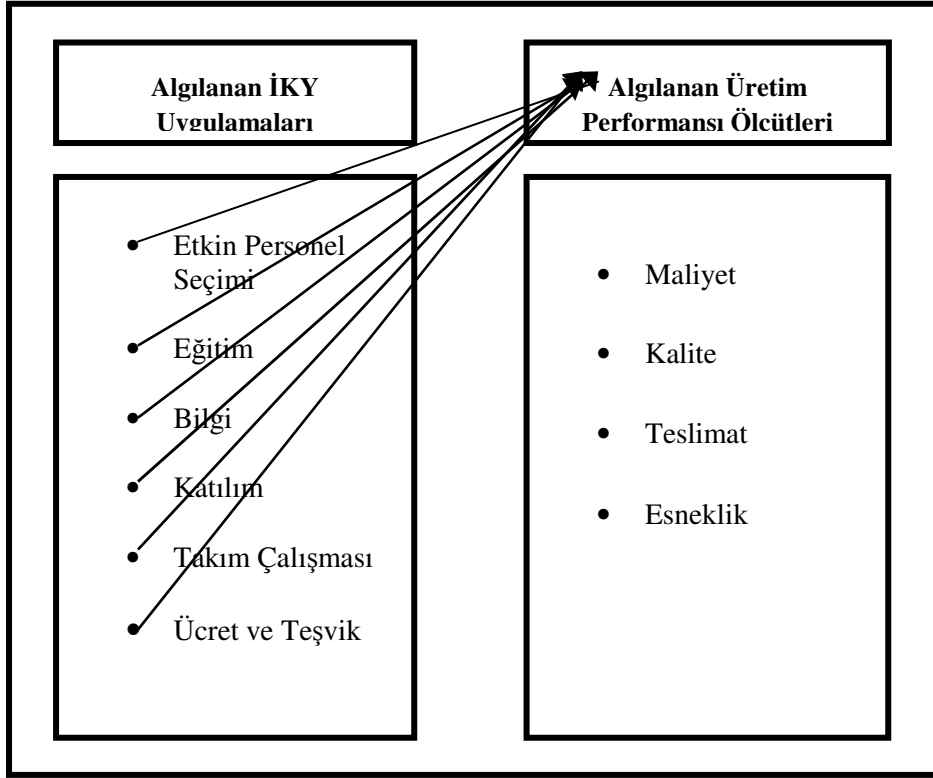 Algılanan İKY
Uygulamaları
Algılanan Üretim
Performansı Ölçütleri
• Etkin Personel
Seçimi
• Eğitim
• Bilgi
• Katılım
• Takım Çalışması
• Ücret ve Teşvik
• Maliyet
• Kalite
• Teslimat
• Esneklik